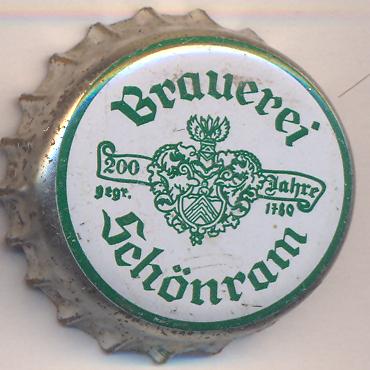 Brauerei
200 Jahre
gegr. 1780
Schönram